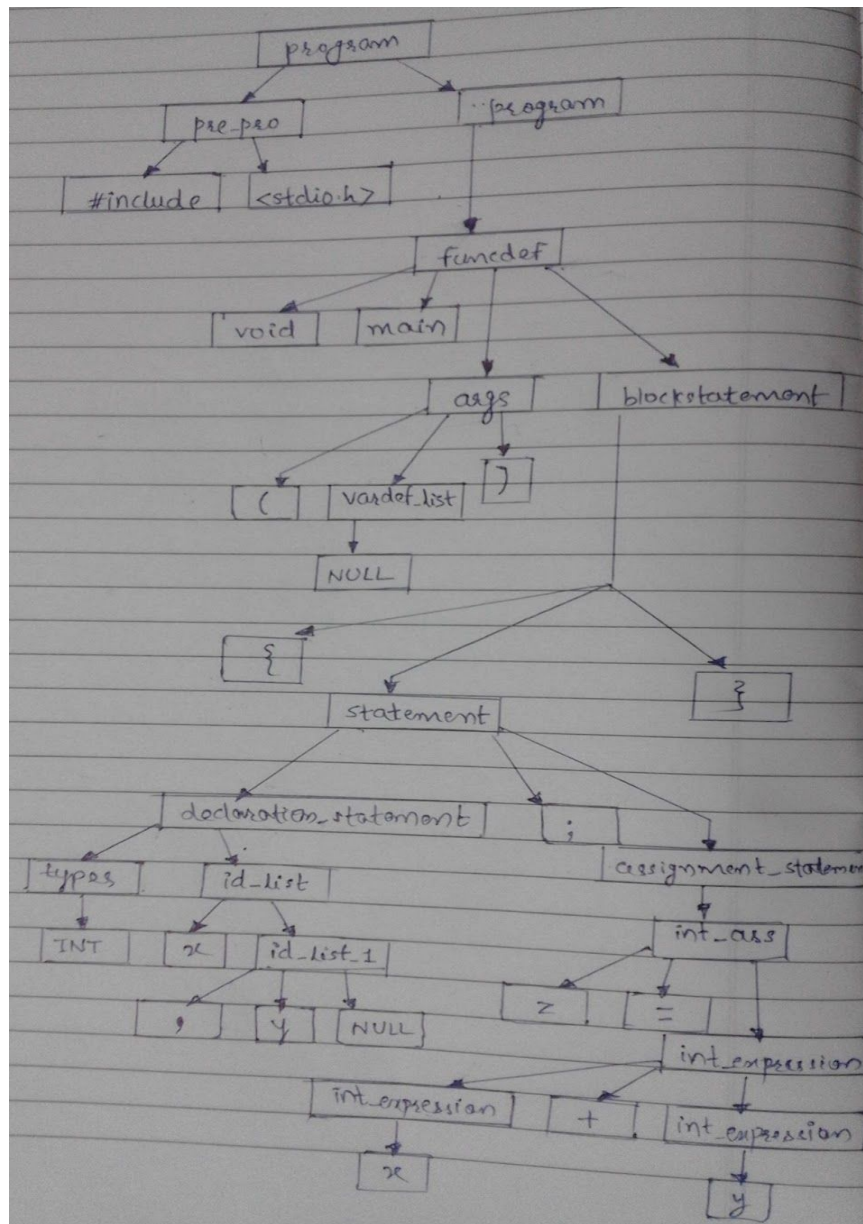 program
pre_pro program
#include <stdio.h>
funcdef
void main
args blockstatement
( vardef_list )
NULL
{ }
statement
declaration_statement ;
types id_list assignment_statemen
INT x id_list_1 int_ass
, y NULL z =
int_expression
int_expression + int_expression
x y